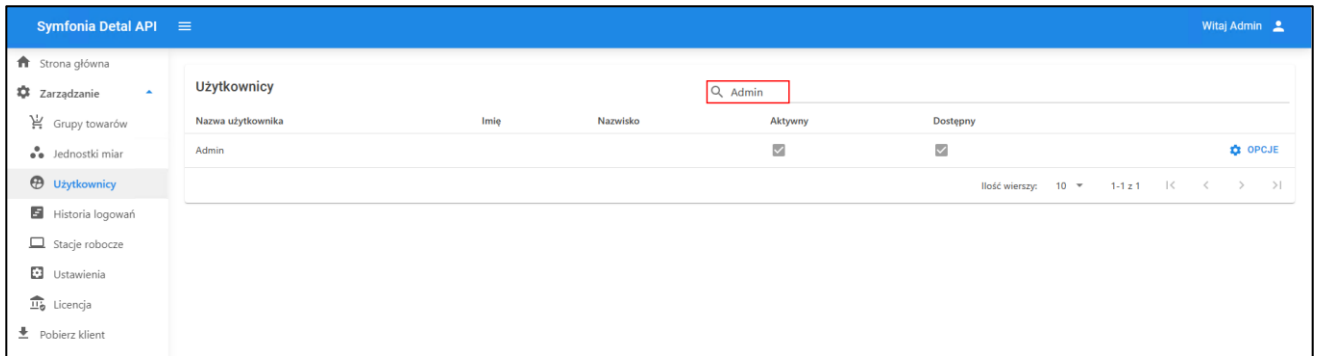 Symfonia Detal API
Witaj Admin
Strona główna
Zarządzanie
Grupy towarów
Jednostki miar
Użytkownicy
Historia logowań
Stacje robocze
Ustawienia
Licencja
Pobierz klient
Użytkownicy
Admin
Nazwa użytkownika Imię Nazwisko Aktywny Dostępny
Admin OPCJE
Ilość wierszy: 10 1-1 z 1